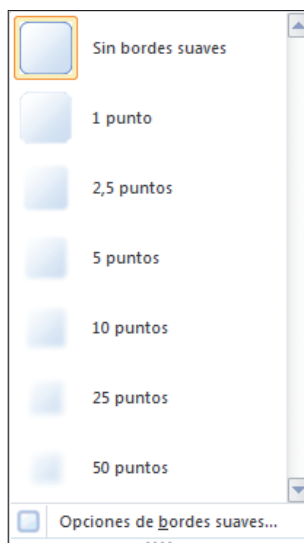 Sin bordes suaves
1 punto
2,5 puntos
5 puntos
10 puntos
25 puntos
50 puntos
Opciones de bordes suaves...